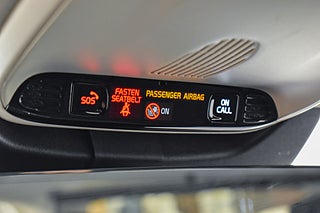 SOS
FASTEN
SEATBELT
PASSENGER AIRBAG
ON
ON
CALL